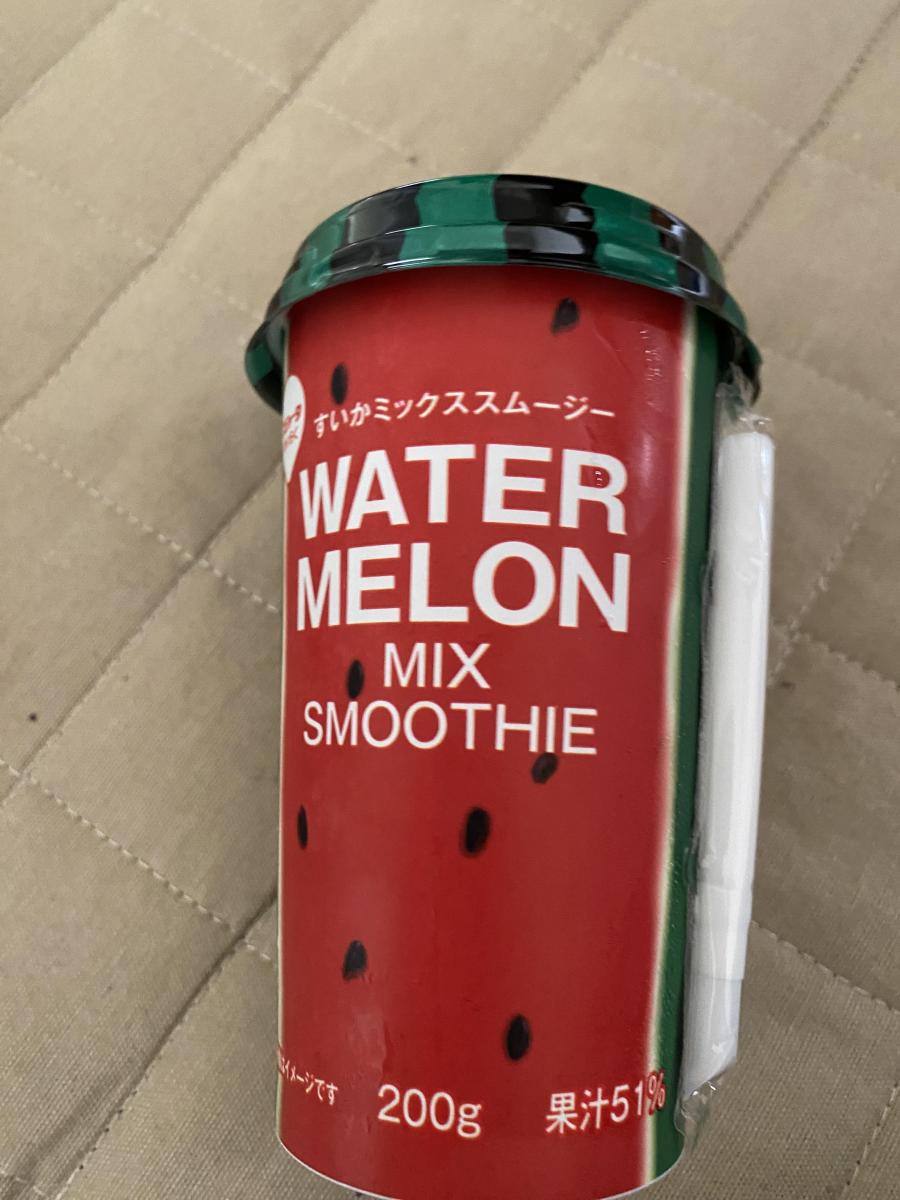 すいかミックススムージー
WATER
MELON
MIX
SMOOTHIE
イメージです
200g 果汁51%